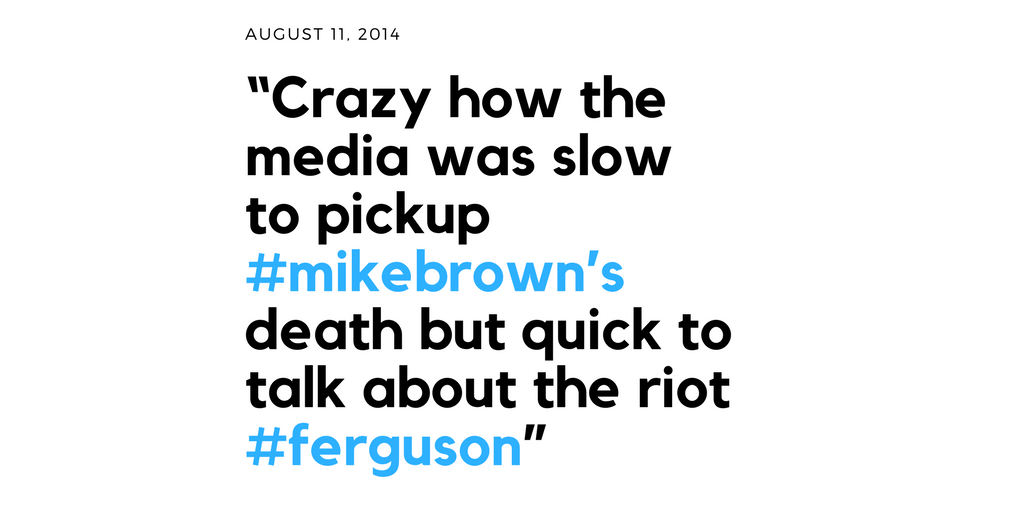 AUGUST 11, 2014
“Crazy how the
media was slow
to pickup
#mikebrown’s
death but quick to
talk about the riot
#ferguson”